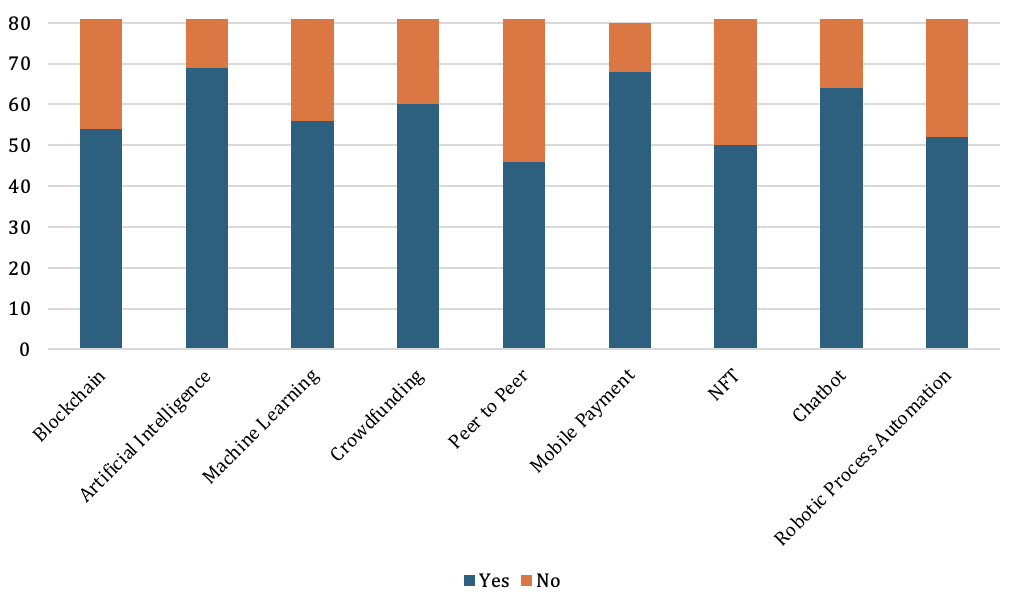 80
70
60
50
40
30
20
10
0
Blockchain
Artificial Intelligence
Machine Learning
Crowdfunding
Peer to Peer
Mobile Payment
NFT
Chatbot
Robotic Process Automation
Yes No